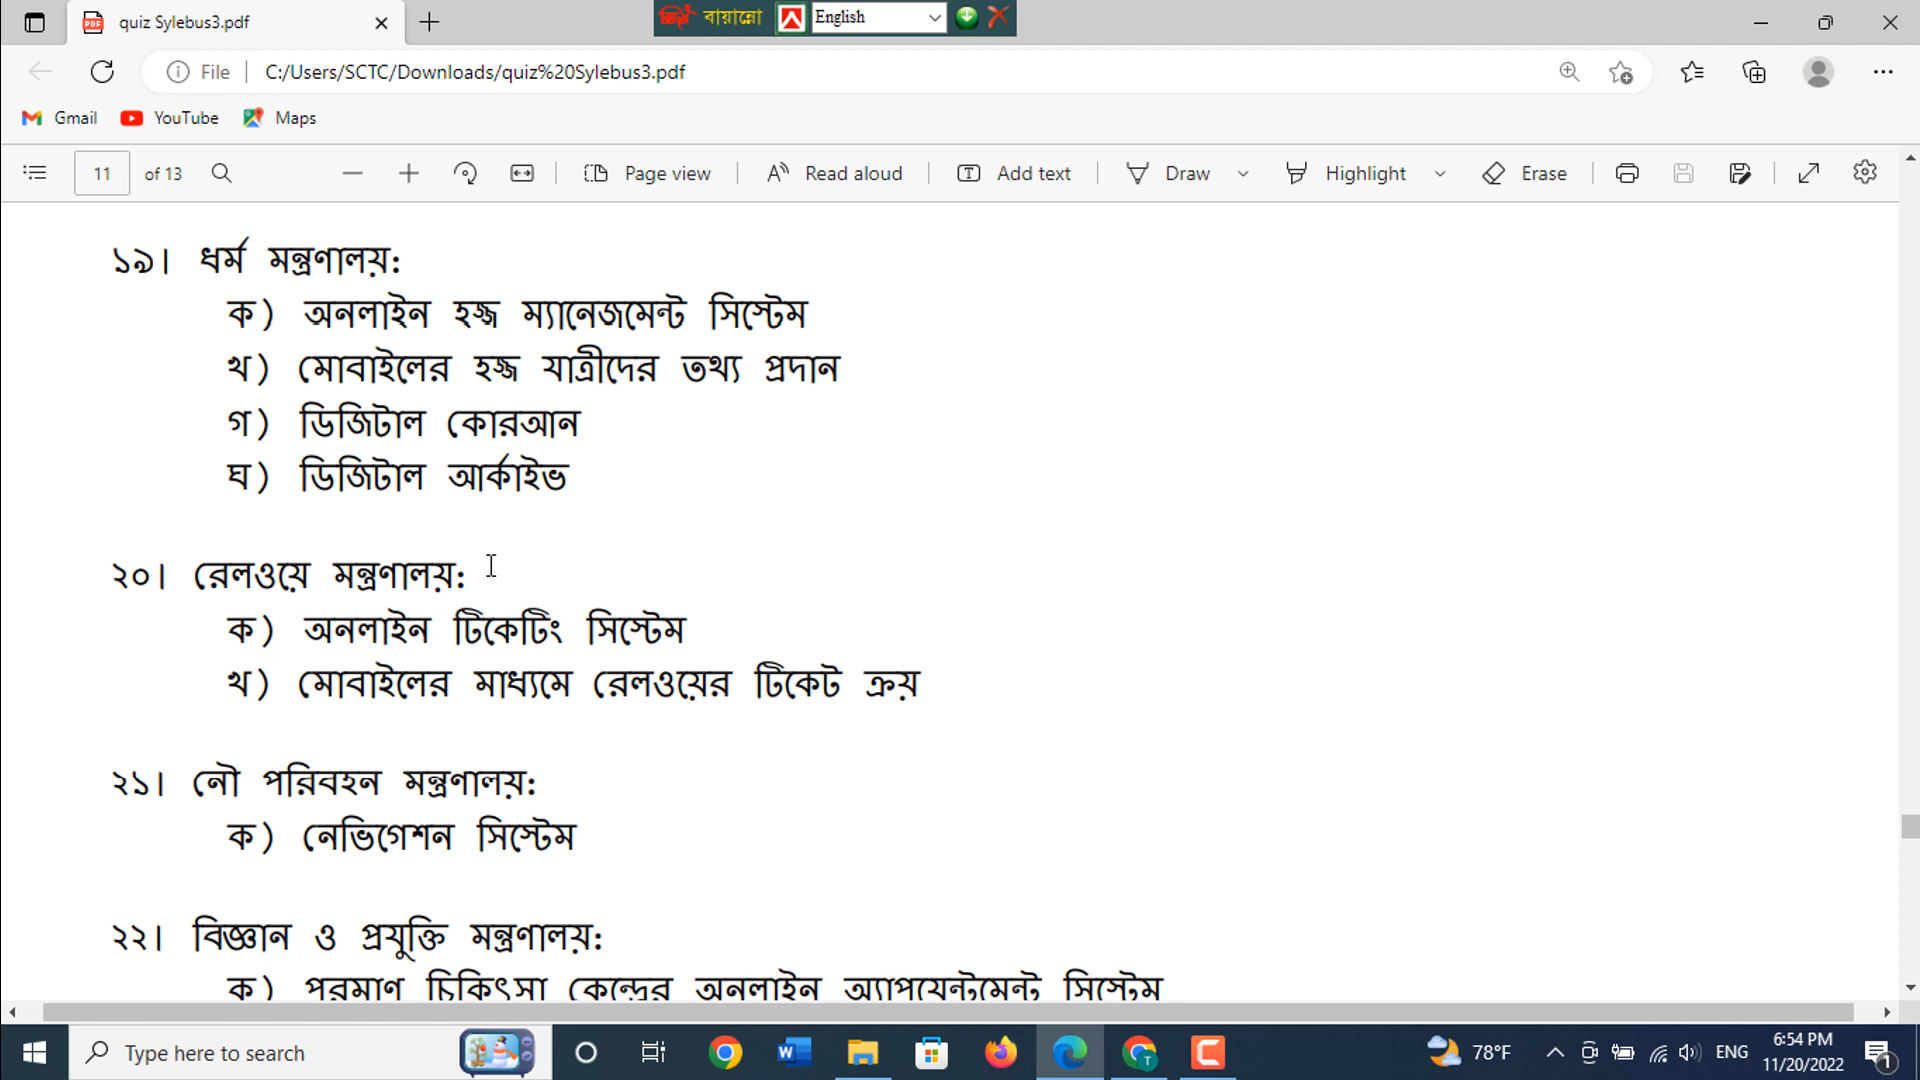 quiz Sylebus3.pdf
বায়ান্নো
English
File
C:/Users/SCTC/Downloads/quiz%20Sylebus3.pdf
Gmail
YouTube
Maps
11 of 13
Page view
Read aloud
Add text
Draw
Highlight
Erase
১৯। ধর্ম মন্ত্রণালয়:
ক) অনলাইন হজ্জ ম্যানেজমেন্ট সিস্টেম
খ) মোবাইলের হজ্জ যাত্রীদের তথ্য প্রদান
গ) ডিজিটাল কোরআন
ঘ) ডিজিটাল আর্কাইভ
২০। রেলওয়ে মন্ত্রণালয়:
ক) অনলাইন টিকেটিং সিস্টেম
খ) মোবাইলের মাধ্যমে রেলওয়ের টিকেট ক্রয়
২১। নৌ পরিবহন মন্ত্রণালয়:
ক) নেভিগেশন সিস্টেম
২২। বিজ্ঞান ও প্রযুক্তি মন্ত্রণালয়:
ক) পরমাণু চিকিৎসা কেন্দ্রের অনলাইন অ্যাপয়েন্টমেন্ট সিস্টেম
Type here to search
78°F
ENG
6:54 PM
11/20/2022
1